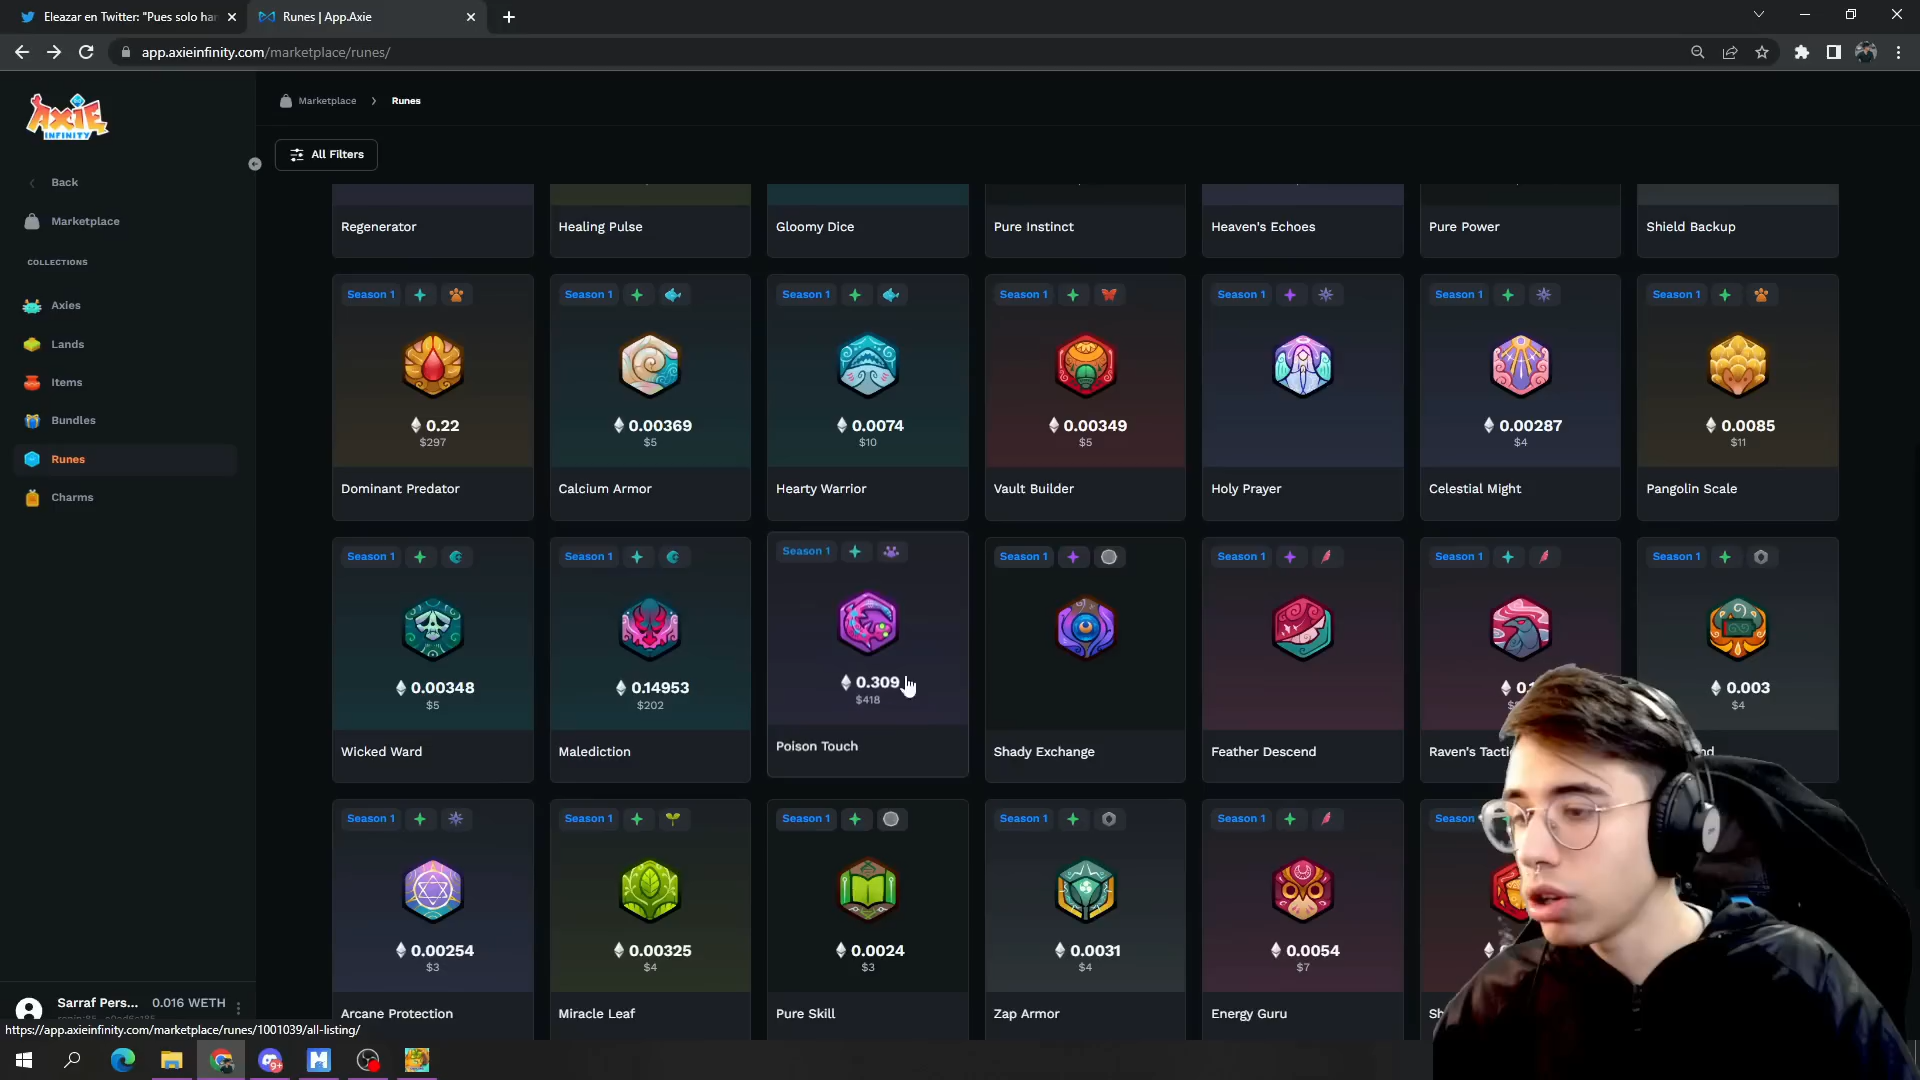 Eleazar en Twitter: "Pues solo har
Runes | App.Axie
app.axieinfinity.com/marketplace/runes/
AXIE
INFINITY
Marketplace > Runes
All Filters
Back
Marketplace
COLLECTIONS
Axies
Lands
Items
Bundles
Runes
Charms
Regenerator
Healing Pulse
Gloomy Dice
Pure Instinct
Heaven's Echoes
Pure Power
Shield Backup
Season 1
0.22
$297
Dominant Predator
Season 1
0.00369
$5
Calcium Armor
Season 1
0.0074
$10
Hearty Warrior
Season 1
0.00349
$5
Vault Builder
Season 1
Holy Prayer
Season 1
0.00287
$4
Celestial Might
Season 1
0.0085
$11
Pangolin Scale
Season 1
0.00348
$5
Wicked Ward
Season 1
0.14953
$202
Malediction
Season 1
0.309
$418
Poison Touch
Season 1
Shady Exchange
Season 1
Feather Descend
Season 1
Raven's Tacti
Season 1
0.003
$4
Season 1
0.00254
$3
Arcane Protection
Season 1
0.00325
$4
Miracle Leaf
Season 1
0.0024
$3
Pure Skill
Season 1
0.0031
$4
Zap Armor
Season 1
0.0054
$7
Energy Guru
Season
Sh
Sarraf Pers... 0.016 WETH
https://app.axieinfinity.com/marketplace/runes/1001039/all-listing/
9+